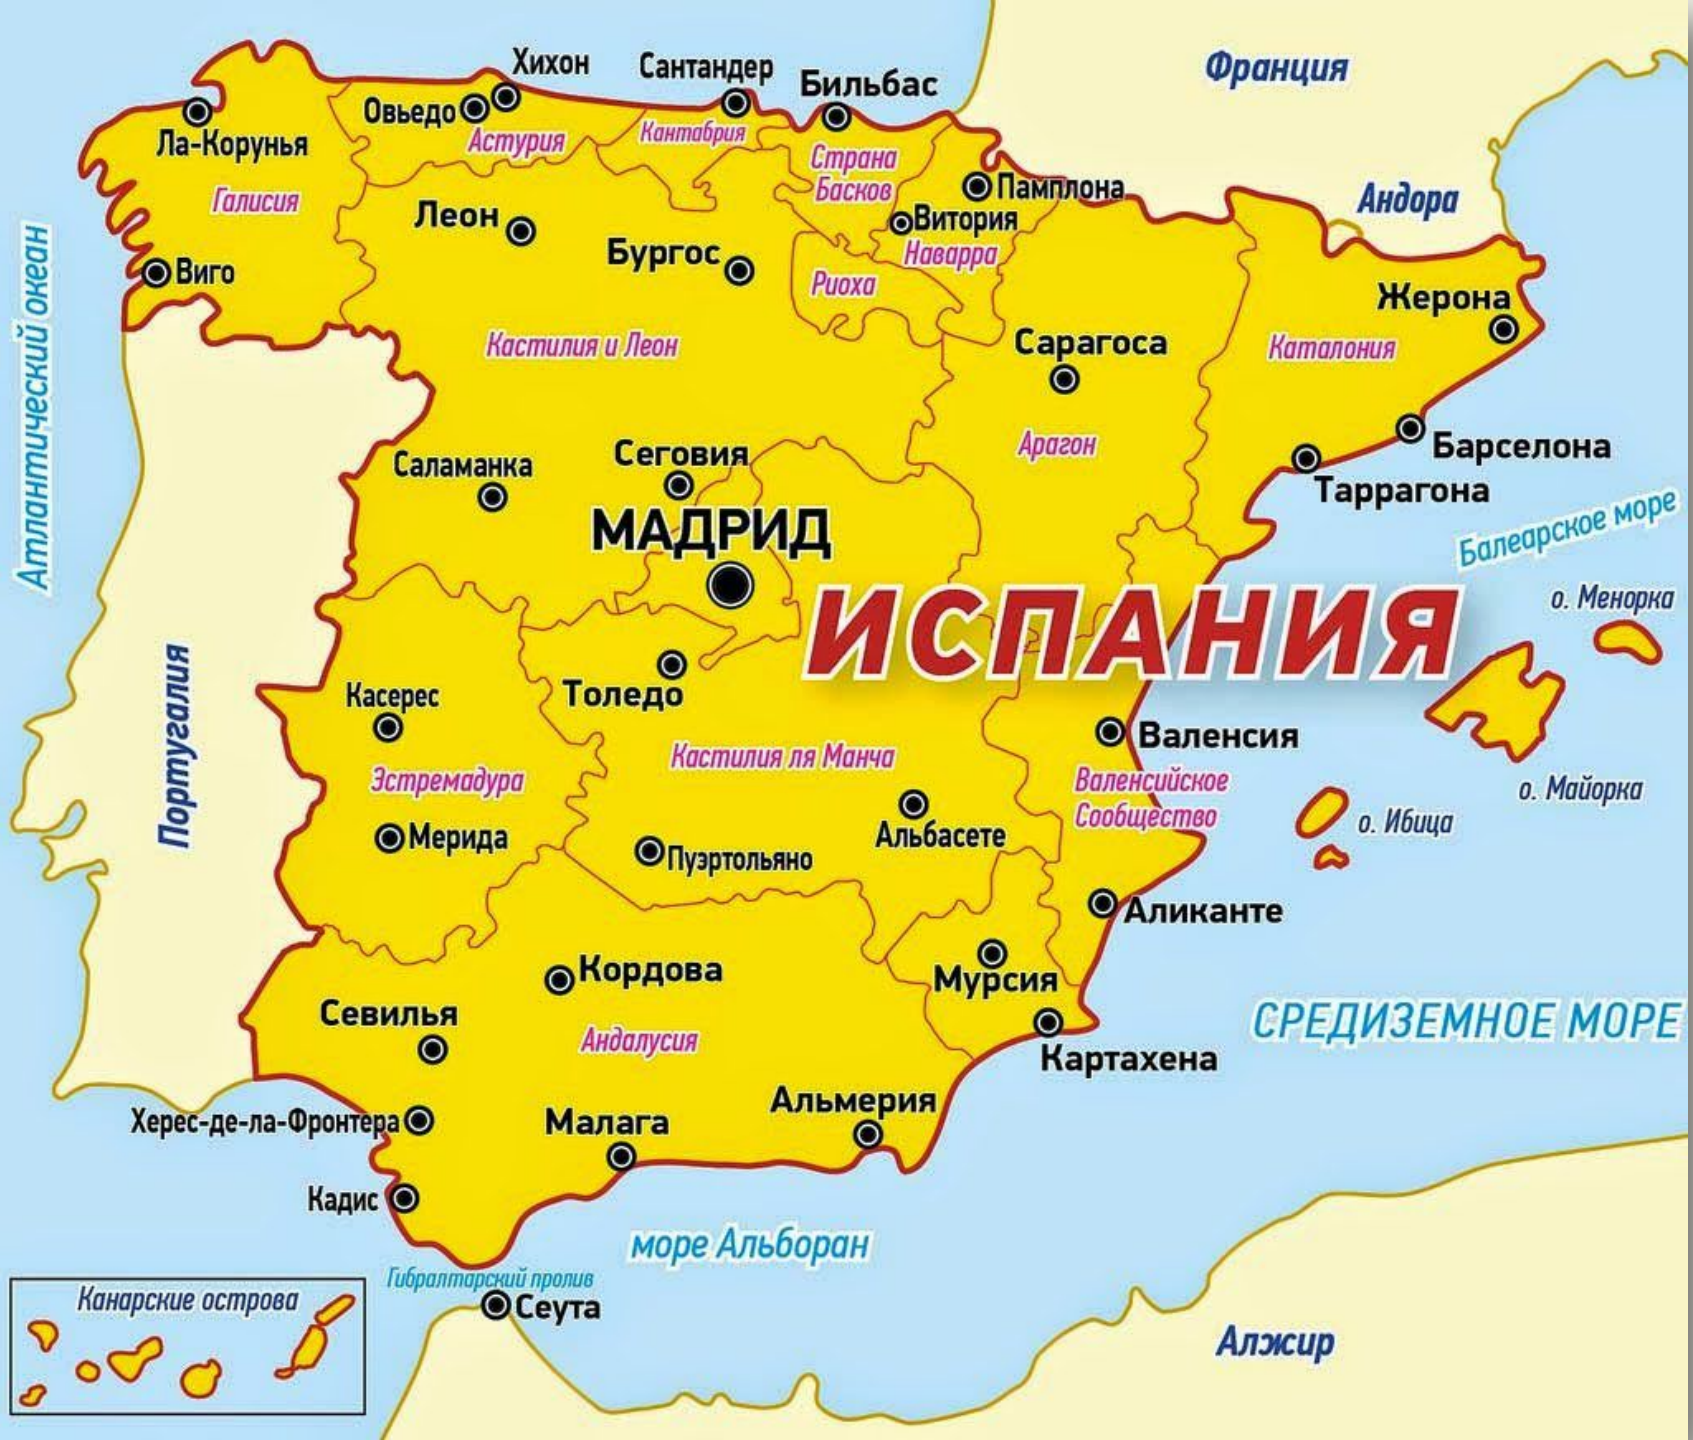 Франция
Хихон
Сантандер
Бильбас
Овьедо
Астурия
Кантабрия
Ла-Корунья
Страна
Басков
Памплона
Галисия
Андора
Леон
Витория
Наварра
Бургос
Виго
Риоха
Жерона
Атлантический океан
Кастилия и Леон
Сарагоса
Каталония
Арагон
Барселона
Саламанка
Сеговия
Таррагона
МАДРИД
Балеарское море
о. Менорка
ИСПАНИЯ
Португалия
Касерес
Толедо
Валенсия
Кастилия ля Манча
Эстремадура
Валенсийское
Сообщество
о. Майорка
о. Ибица
Мерида
Альбасете
Пуэртольяно
Аликанте
Кордова
Мурсия
Севилья
Андалусия
СРЕДИЗЕМНОЕ МОРЕ
Картахена
Херес-де-ла-Фронтера
Малага
Альмерия
Кадис
море Альборан
Гибралтарский пролив
Канарские острова
Сеута
Алжир